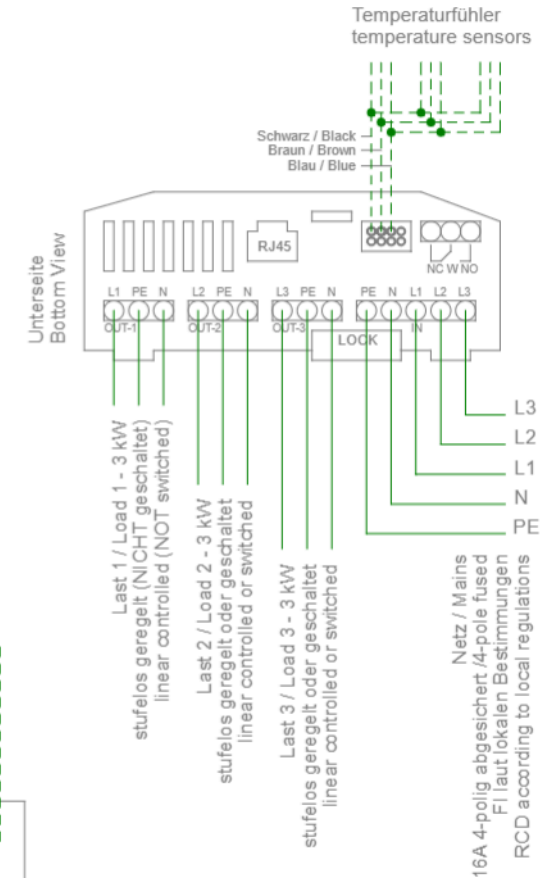 Temperaturfühler
temperature sensors
Schwarz / Black
Braun / Brown
Blau / Blue
Unterseite
Bottom View
RJ45
NC W NO
L1 PE N
L2 PE N
L3 PE N
PE N L1 L2 L3
OUT-1
OUT-2
OUT-3
IN
LOCK
L3
L2
L1
N
PE
Last 1 / Load 1 - 3 kW
stufelos geregelt (NICHT geschaltet)
linear controlled (NOT switched)
Last 2 / Load 2 - 3 kW
stufelos geregelt oder geschaltet
linear controlled or switched
Last 3 / Load 3 - 3 kW
stufelos geregelt oder geschaltet
linear controlled or switched
Netz / Mains
16A 4-polig abgesichert /4-pole fused
FI laut lokalen Bestimmungen
RCD according to local regulations